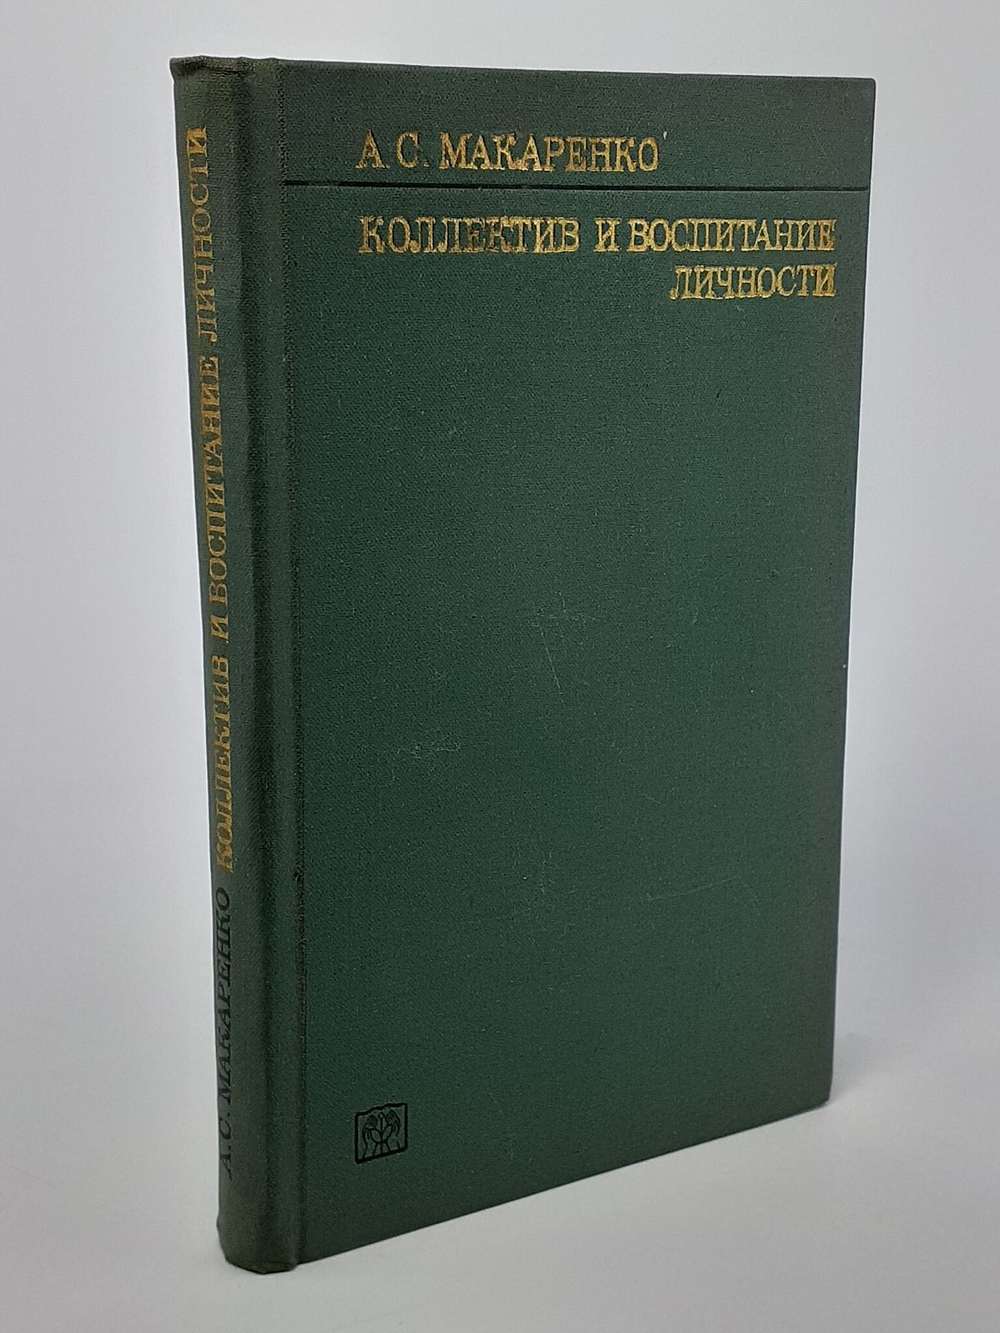 А. С. МАКАРЕНКО
КОЛЛЕКТИВ И ВОСПИТАНИЕ
ЛИЧНОСТИ
А. С. МАКАРЕНКО КОЛЛЕКТИВ И ВОСПИТАНИЕ ЛИЧНОСТИ